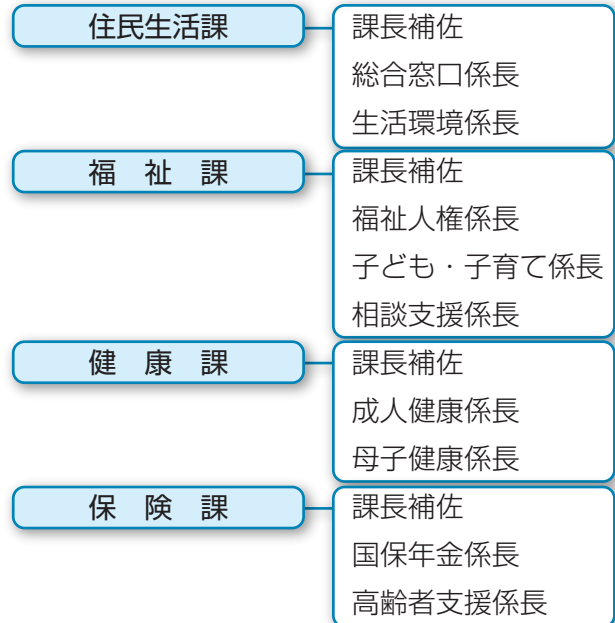 住民生活課
課長補佐
総合窓口係長
生活環境係長
福　祉　課
課長補佐
福祉人権係長
子ども・子育て係長
相談支援係長
健　康　課
課長補佐
成人健康係長
母子健康係長
保　険　課
課長補佐
国保年金係長
高齢者支援係長